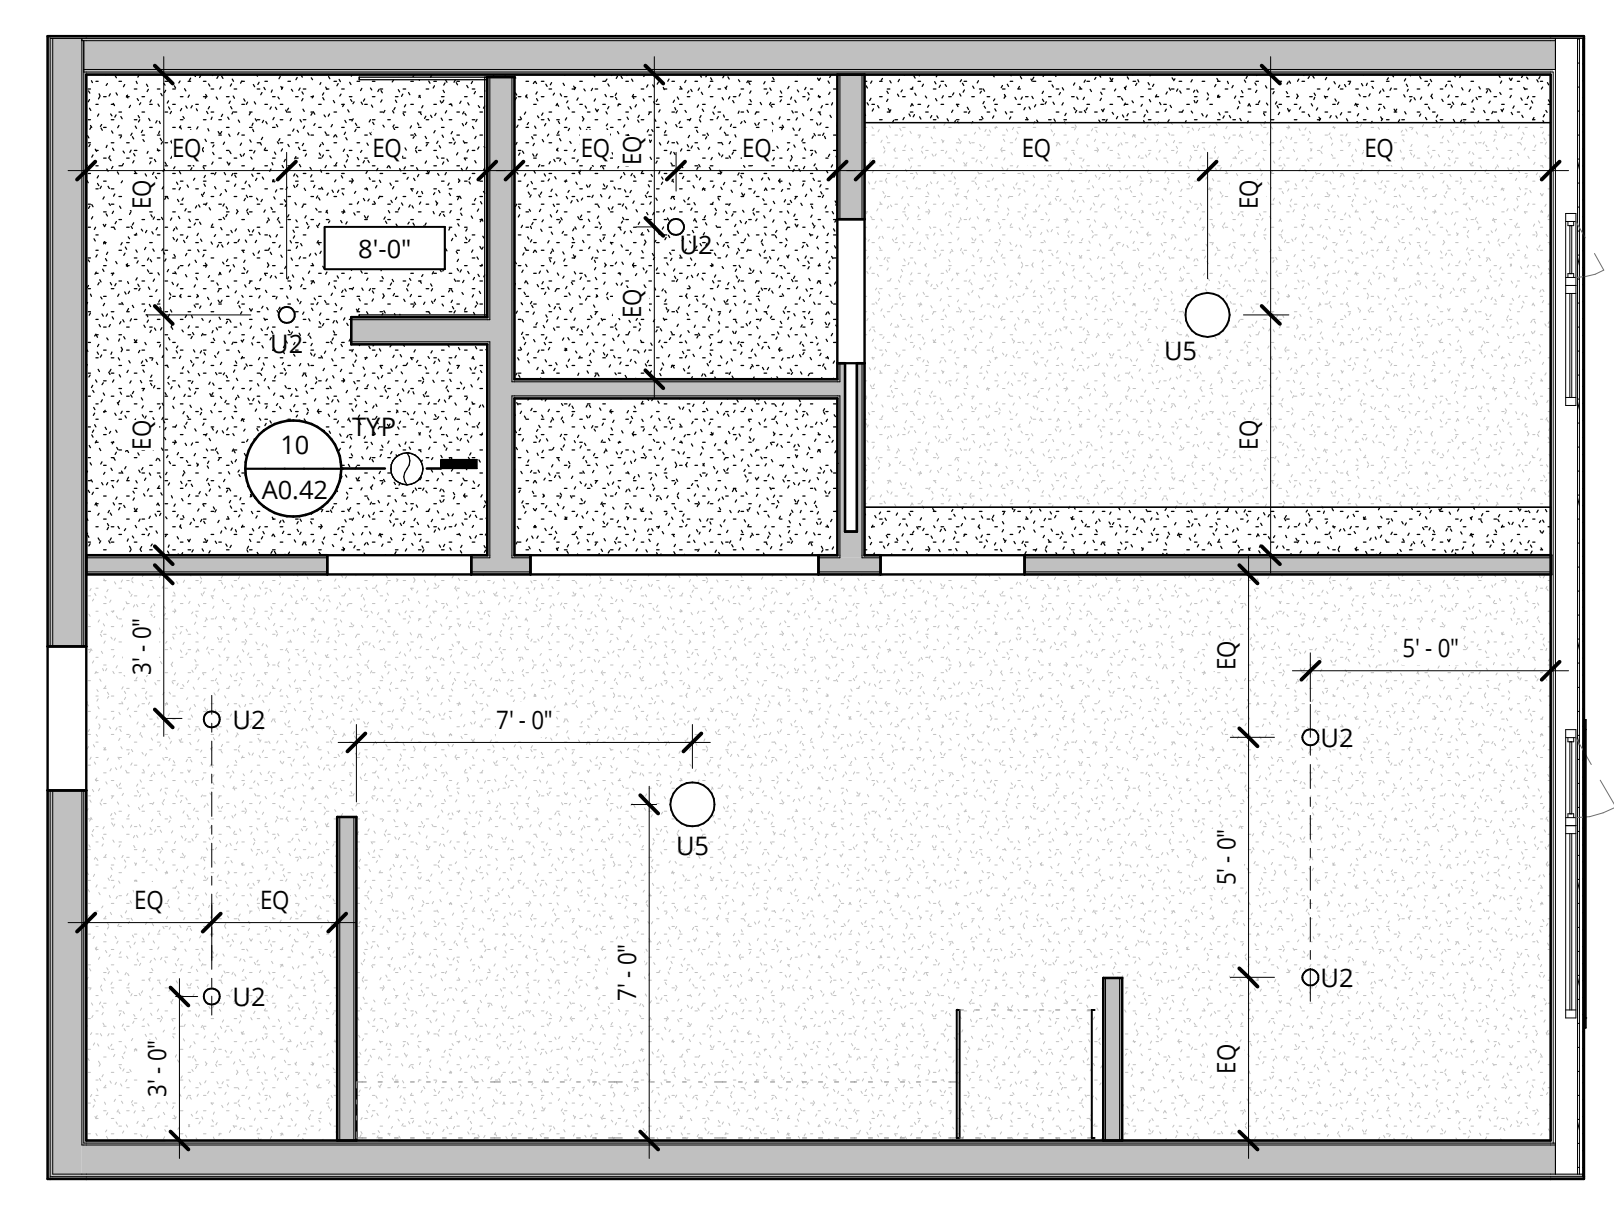 EQ
EQ
EQ
EQ
EQ
EQ
EQ
EQ
EQ
8'-0"
U2
EQ
U2
U5
EQ
TYP
EQ
10
A0.42
3' - 0"
EQ
5' - 0"
U2
7' - 0"
U2
U5
5' - 0"
EQ
EQ
7' - 0"
U2
U2
3' - 0"
EQ